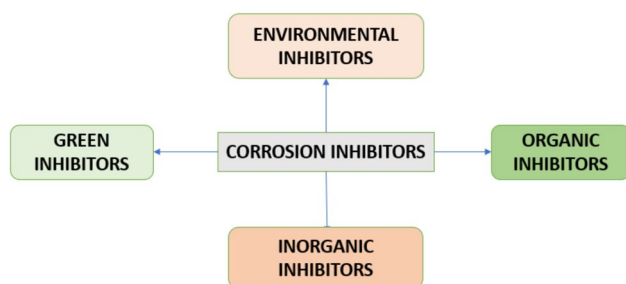 ENVIRONMENTAL
INHIBITORS
GREEN
INHIBITORS
CORROSION INHIBITORS
ORGANIC
INHIBITORS
INORGANIC
INHIBITORS